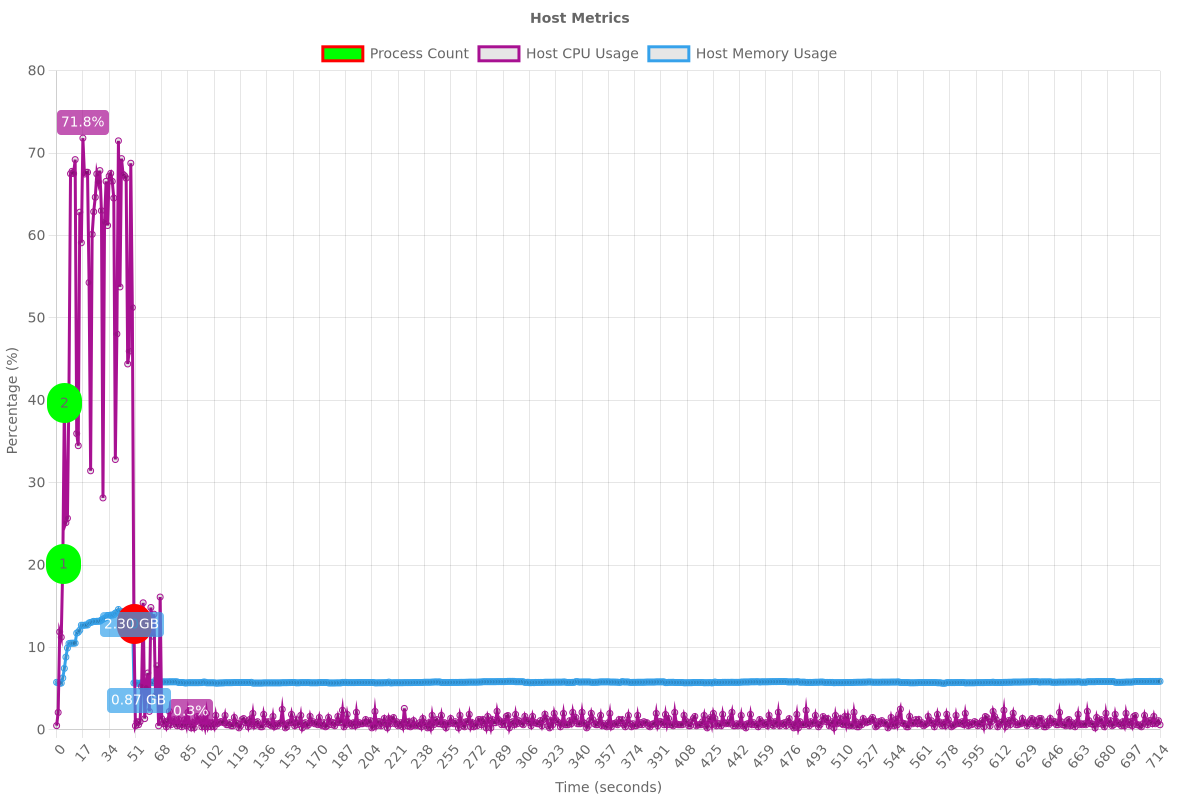 Host Metrics
Process Count Host CPU Usage Host Memory Usage
80
71.8%
70
60
50
Percentage (%)
40
2
30
20
1
10
2.30 GB
0.87 GB
0.3%
0
0 17 34 51 68 85 102 119 136 153 170 187 204 221 238 255 272 289 306 323 340 357 374 391 408 425 442 459 476 493 510 527 544 561 578 595 612 629 646 663 680 697 714
Time (seconds)